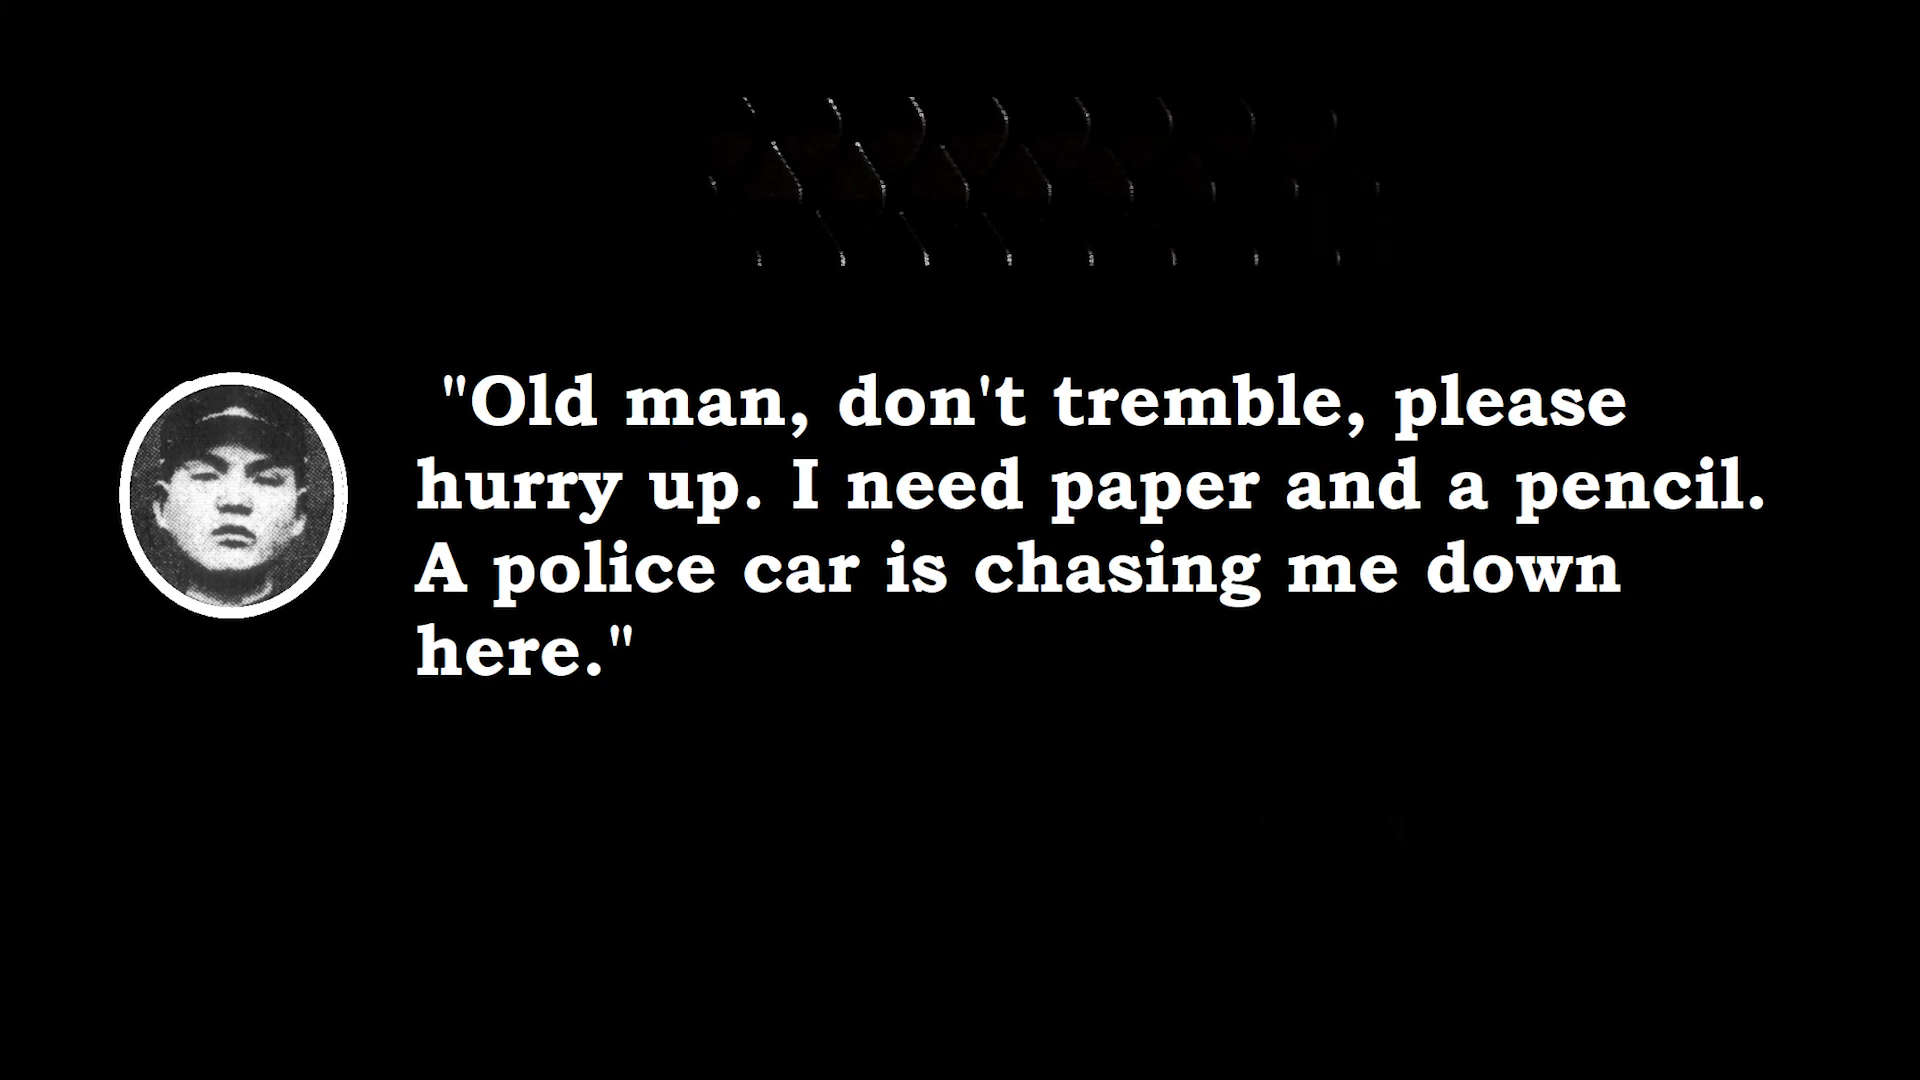 "Old man, don't tremble, please
hurry up. I need paper and a pencil.
A police car is chasing me down
here."